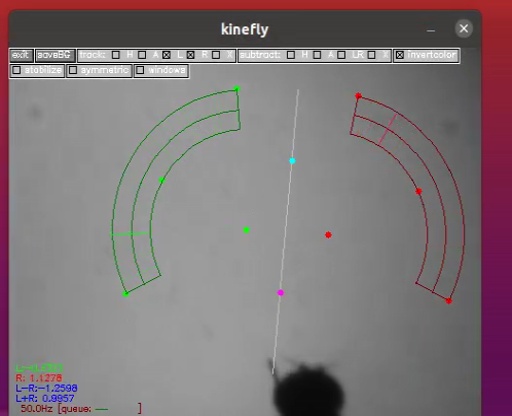 kinefly
exit saveBG track: H A L R X subtract: H A LR X invertcolor
stabilize symmetric windows
R: 1.1278
L-R:-1.2598
L+R: 0.9957
50.0Hz [queue: — ]